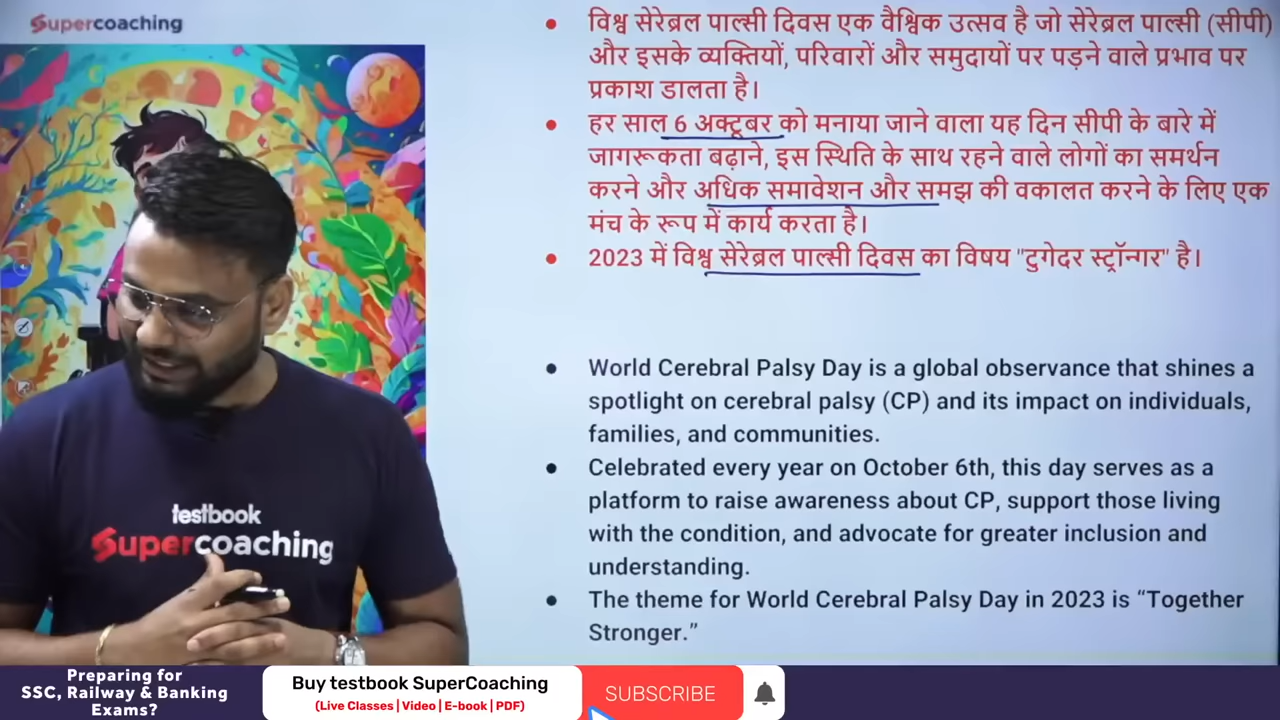 Supercoaching
• विश्व सेरेब्रल पाल्सी दिवस एक वैश्विक उत्सव है जो सेरेब्रल पाल्सी (सीपी)
और इसके व्यक्तियों, परिवारों और समुदायों पर पड़ने वाले प्रभाव पर
प्रकाश डालता है।
• हर साल 6 अक्टूबर को मनाया जाने वाला यह दिन सीपी के बारे में
जागरूकता बढ़ाने, इस स्थिति के साथ रहने वाले लोगों का समर्थन
करने और अधिक समावेशन और समझ की वकालत करने के लिए एक
मंच के रूप में कार्य करता है।
• 2023 में विश्व सेरेब्रल पाल्सी दिवस का विषय "टुगेदर स्ट्रॉन्गर" है।
• World Cerebral Palsy Day is a global observance that shines a
spotlight on cerebral palsy (CP) and its impact on individuals,
families, and communities.
• Celebrated every year on October 6th, this day serves as a
platform to raise awareness about CP, support those living
with the condition, and advocate for greater inclusion and
understanding.
• The theme for World Cerebral Palsy Day in 2023 is “Together
Stronger.”
testbook
Supercoaching
Preparing for
SSC, Railway & Banking
Exams?
Buy testbook SuperCoaching
(Live Classes | Video | E-book | PDF)
SUBSCRIBE